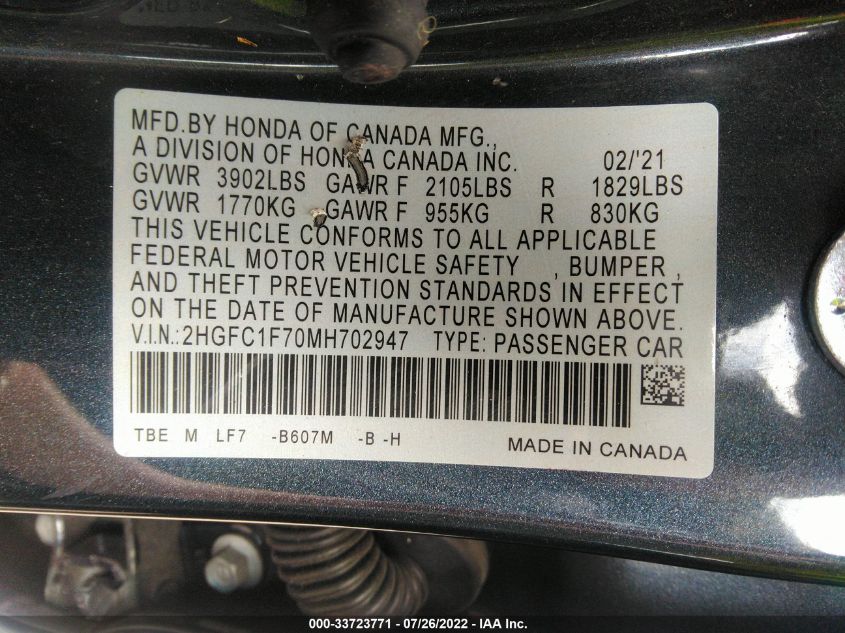 MFD.BY HONDA OF CANADA MFG.,
A DIVISION OF HONDA CANADA INC. 02/'21
GVWR 3902LBS GAWR F 2105LBS R 1829LBS
GVWR 1770KG GAWR F 955KG R 830KG
THIS VEHICLE CONFORMS TO ALL APPLICABLE
FEDERAL MOTOR VEHICLE SAFETY , BUMPER ,
AND THEFT PREVENTION STANDARDS IN EFFECT
ON THE DATE OF MANUFACTURE SHOWN ABOVE.
V.I.N.:2HGFC1F70MH702947 TYPE: PASSENGER CAR
TBE M LF7 -B607M -B -H MADE IN CANADA
000-33723771 - 07/26/2022 - IAA Inc.